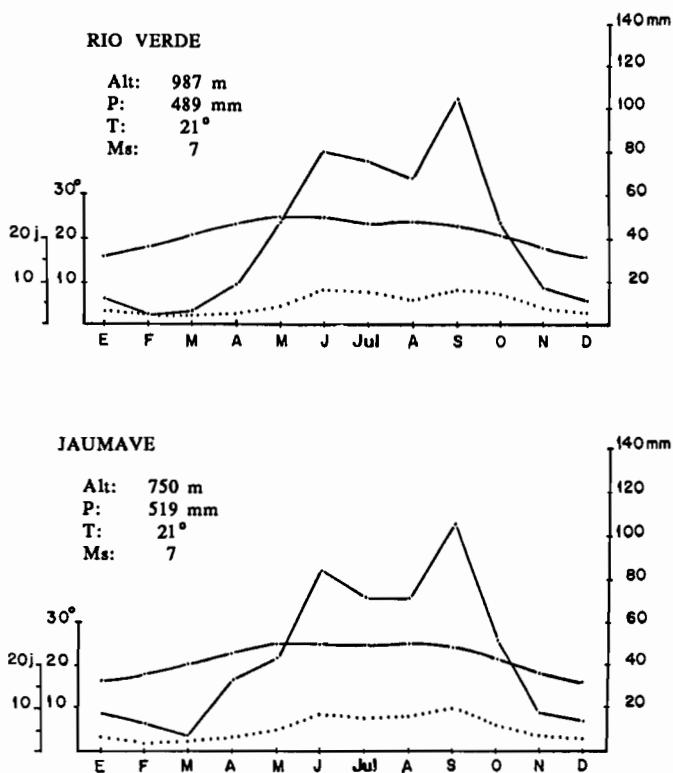 RIO VERDE
Alt: 987 m
P: 489 mm
T: 21°
Ms: 7
140 mm
120
100
80
60
40
20
30°
20
10
20 j
10
E F M A M J Jul A S O N D
JAUMAVE
Alt: 750 m
P: 519 mm
T: 21°
Ms: 7
140 mm
120
100
80
60
40
20
30°
20
10
20 j
10
E F M A M J Jul A S O N D